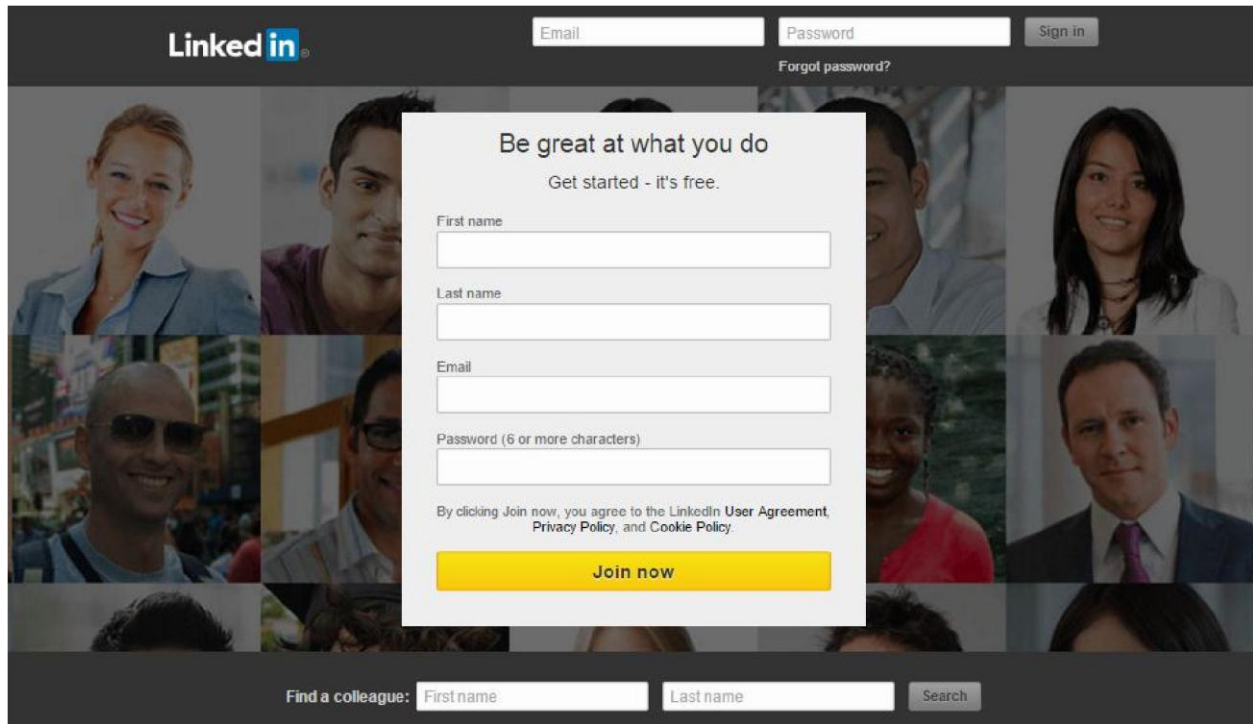 Linked in ®
Email
Password
Sign in
Forgot password?
Be great at what you do
Get started - it's free.
First name
Last name
Email
Password (6 or more characters)
By clicking Join now, you agree to the LinkedIn User Agreement,
Privacy Policy, and Cookie Policy.
Join now
Find a colleague: First name Last name Search